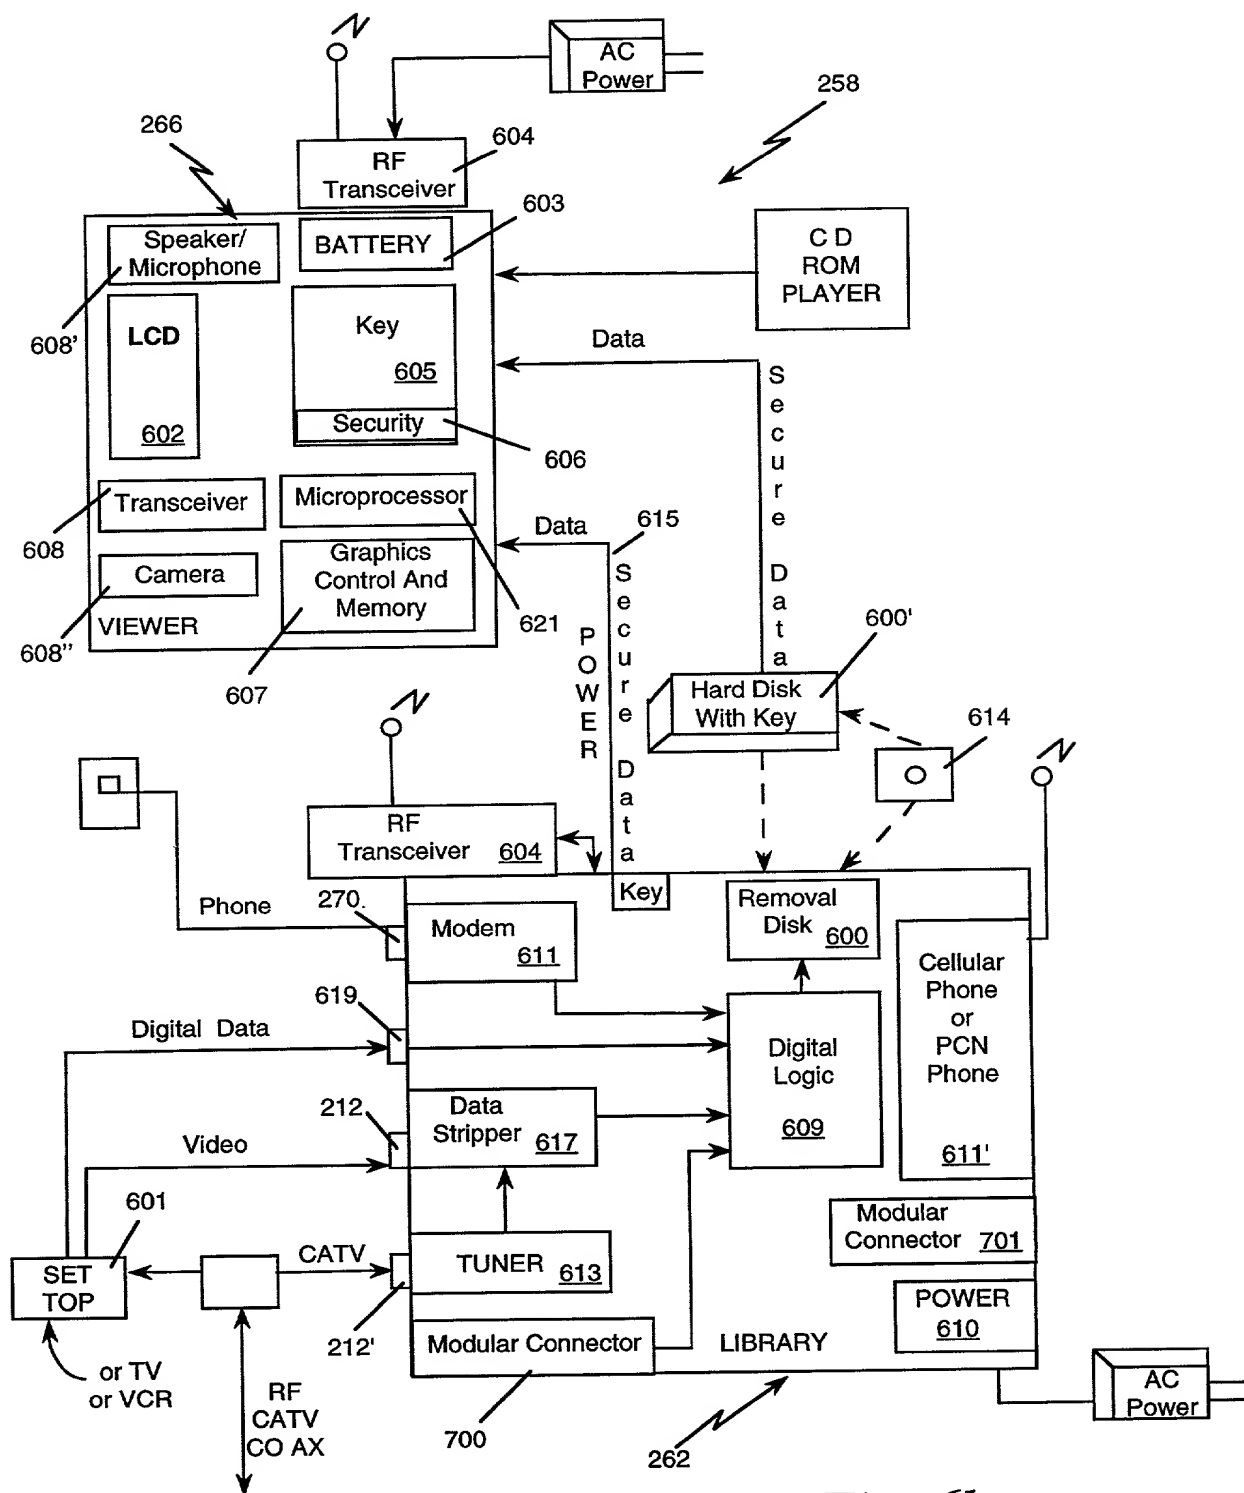 AC
Power
258
266
604
RF
Transceiver
603
Speaker/
Microphone
BATTERY
C D
ROM
PLAYER
608'
LCD
602
Key
605
Security
606
Data
Secure Data
Transceiver
608
Microprocessor
Data
615
Camera
608''
Graphics
Control And
Memory
621
VIEWER
607
POWER
Secure Data
600'
Hard Disk
With Key
614
RF
Transceiver 604
Key
Phone
270.
Modem
611
Removal
Disk 600
Cellular
Phone
or
PCN
Phone
611'
619
Digital Data
Digital
Logic
609
212
Data
Stripper 617
Video
601
SET
TOP
CATV
TUNER 613
Modular
Connector 701
POWER
610
212'
Modular Connector
LIBRARY
or TV
or VCR
RF
CATV
CO AX
700
262
AC
Power